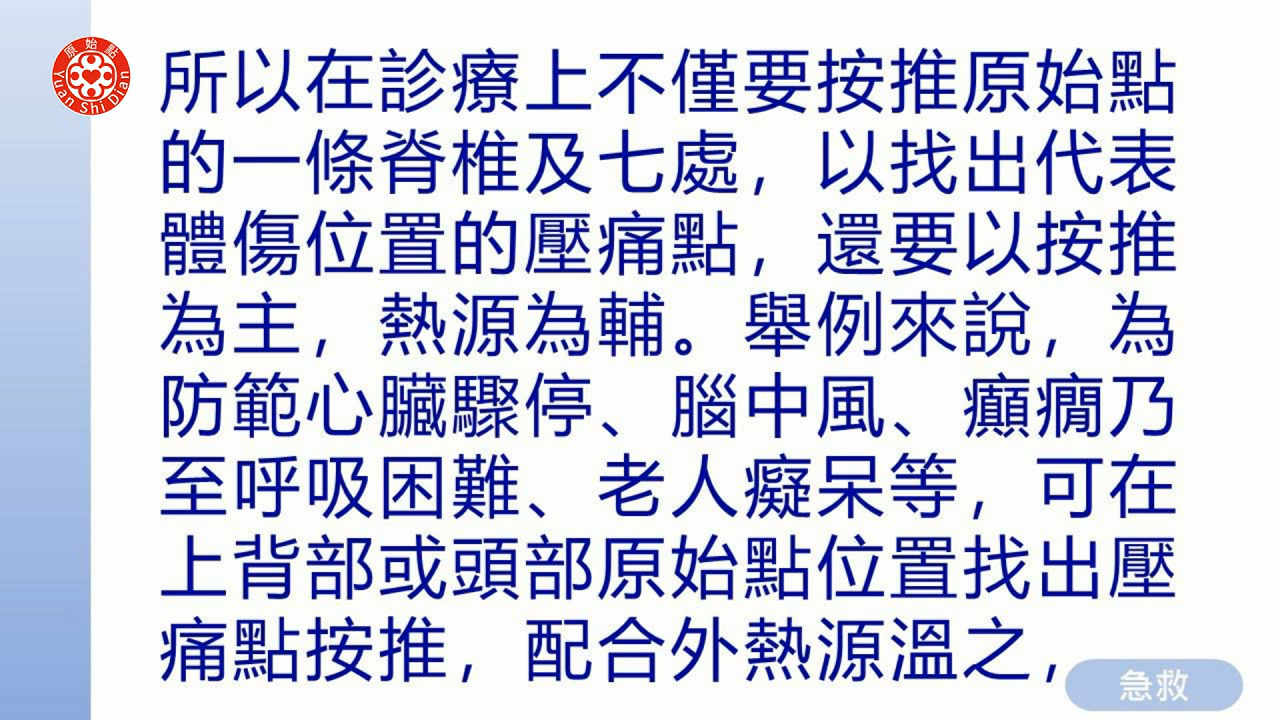 原始點
Yuan Shi Dian
所以在診療上不僅要按推原始點
的一條脊椎及七處，以找出代表
體傷位置的壓痛點，還要以按推
為主，熱源為輔。舉例來說，為
防範心臟驟停、腦中風、癲癇乃
至呼吸困難、老人癡呆等，可在
上背部或頭部原始點位置找出壓
痛點按推，配合外熱源溫之，
急救